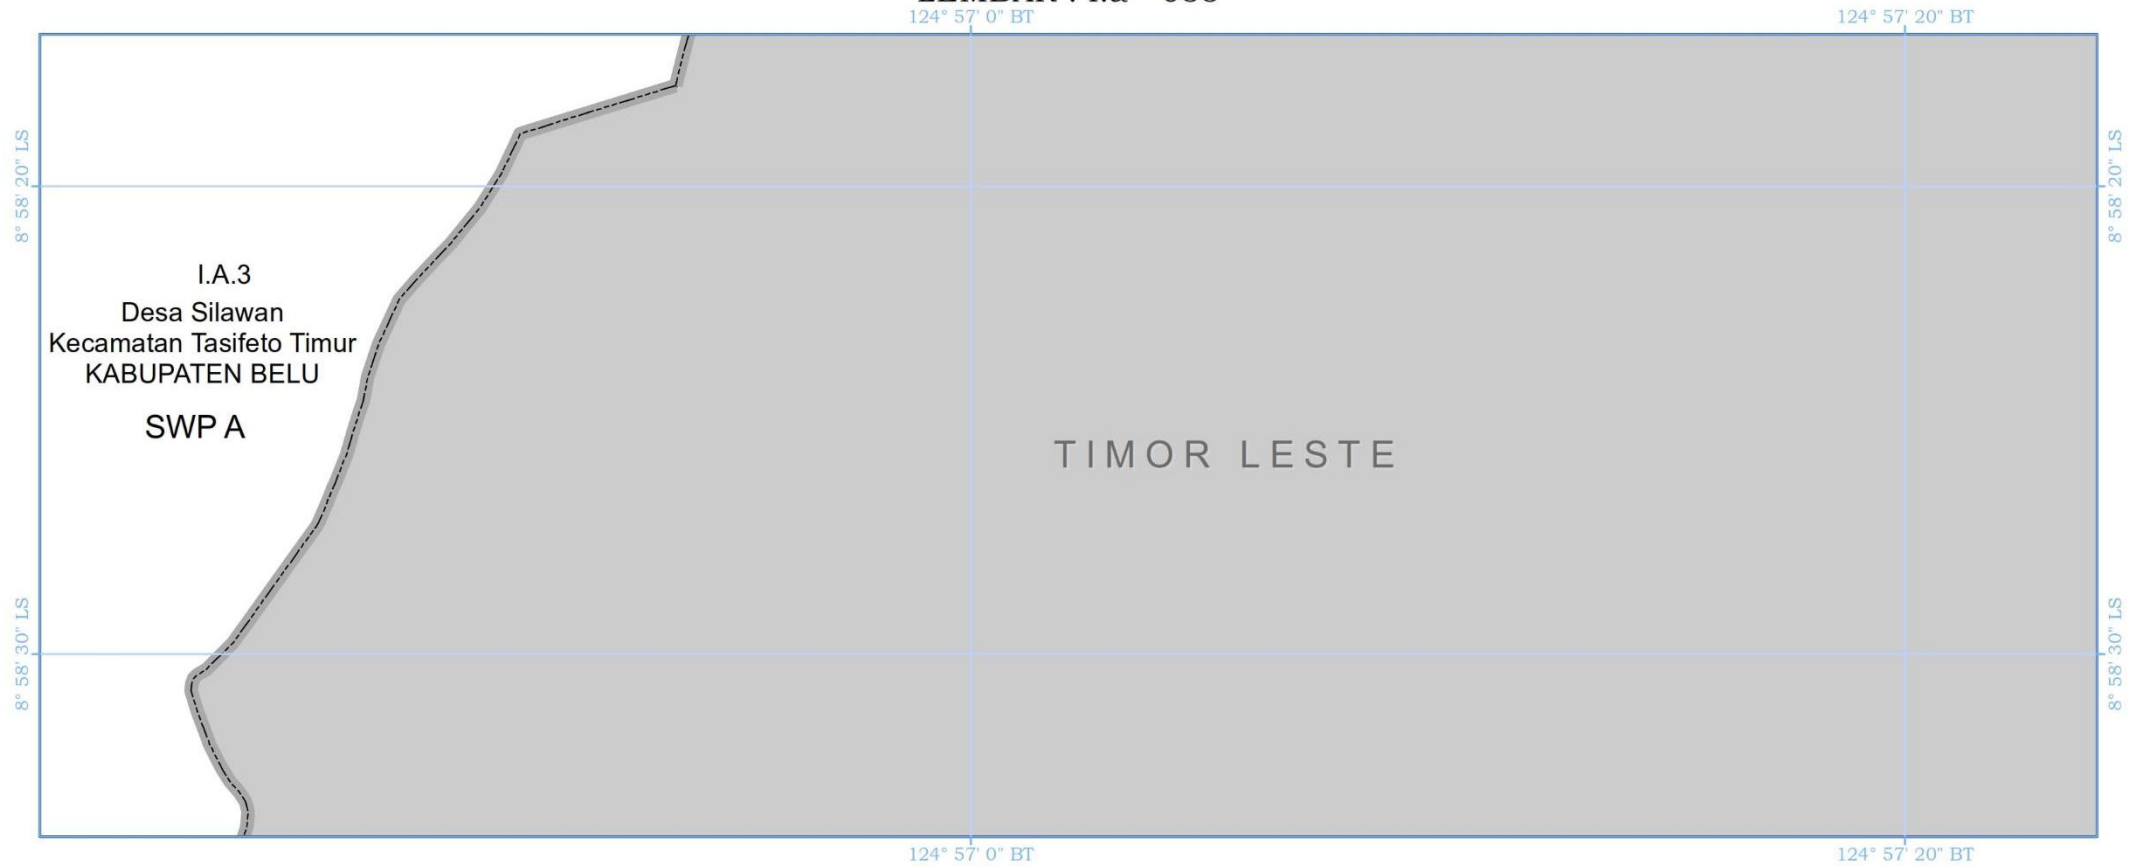 124° 57' 0" BT
124° 57' 20" BT
8° 58' 20" LS
8° 58' 20" LS
I.A.3
Desa Silawan
Kecamatan Tasifeto Timur
KABUPATEN BELU
SWP A
TIMOR LESTE
8° 58' 30" LS
8° 58' 30" LS
124° 57' 0" BT
124° 57' 20" BT